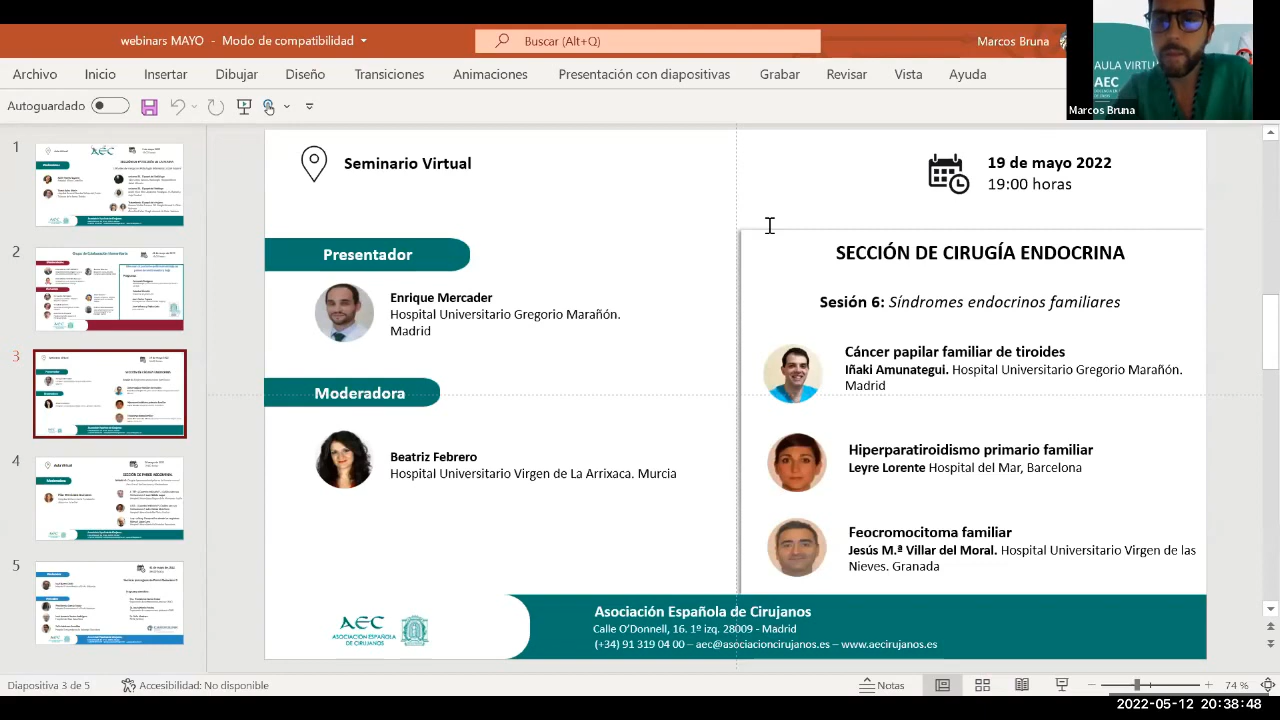 webinars MAYO - Modo de compatibilidad
Buscar (Alt+Q)
Marcos Bruna
AULA VIRTU
AEC
Marcos Bruna
Archivo Inicio Insertar Dibujar Diseño Transiciones Animaciones Presentación con diapositivas Grabar Revisar Vista Ayuda
Autoguardado
1
2
3
5
Seminario Virtual
19 de mayo 2022
19:00 horas
Presentador
Enrique Mercader
Hospital Universitario Gregorio Marañón.
Madrid
Moderadora
Beatriz Febrero
Hospital Universitario Virgen de la Arrixaca. Murcia
SECCIÓN DE CIROGÍA ENDOCRINA
Sesión 6: Síndromes endocrinos familiares
Cáncer papilar familiar de tiroides
Iñaki Amunategui. Hospital Universitario Gregorio Marañón.
Madrid
Hiperparatiroidismo primario familiar
Leyre Lorente Hospital del Mar, Barcelona
Feocromocitoma familiar
Jesús M.ª Villar del Moral. Hospital Universitario Virgen de las
Nieves. Granada
AEC
ASOCIACIÓN ESPAÑOLA
DE CIRUJANOS
Asociación Española de Cirujanos
Calle O'Donnell, 16. 1º izq. 28009 - Madrid
(+34) 91 319 04 00 – aec@asociacioncirujanos.es – www.aecirujanos.es
Diapositiva 3 de 5
Accesibilidad: No disponible
Notas
74 %
2022-05-12 20:38:48